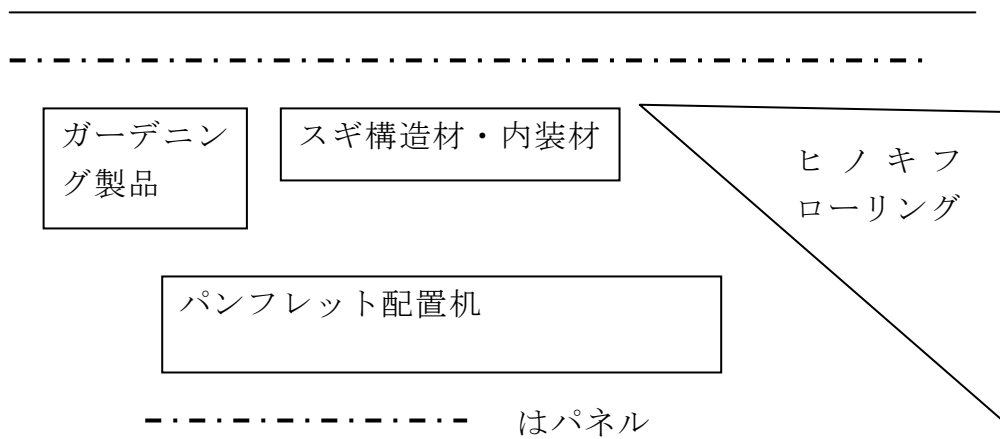 ガーデニン
グ製品
スギ構造材・内装材
ヒノキフ
ローリング
パンフレット配置机
はパネル